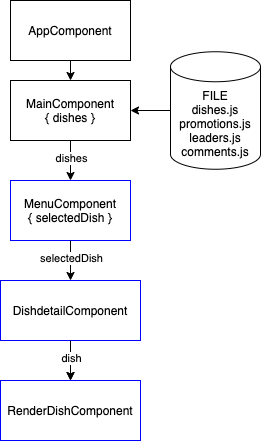 AppComponent
MainComponent
{ dishes }
FILE
dishes.js
promotions.js
leaders.js
comments.js
dishes
MenuComponent
{ selectedDish }
selectedDish
DishdetailComponent
dish
RenderDishComponent